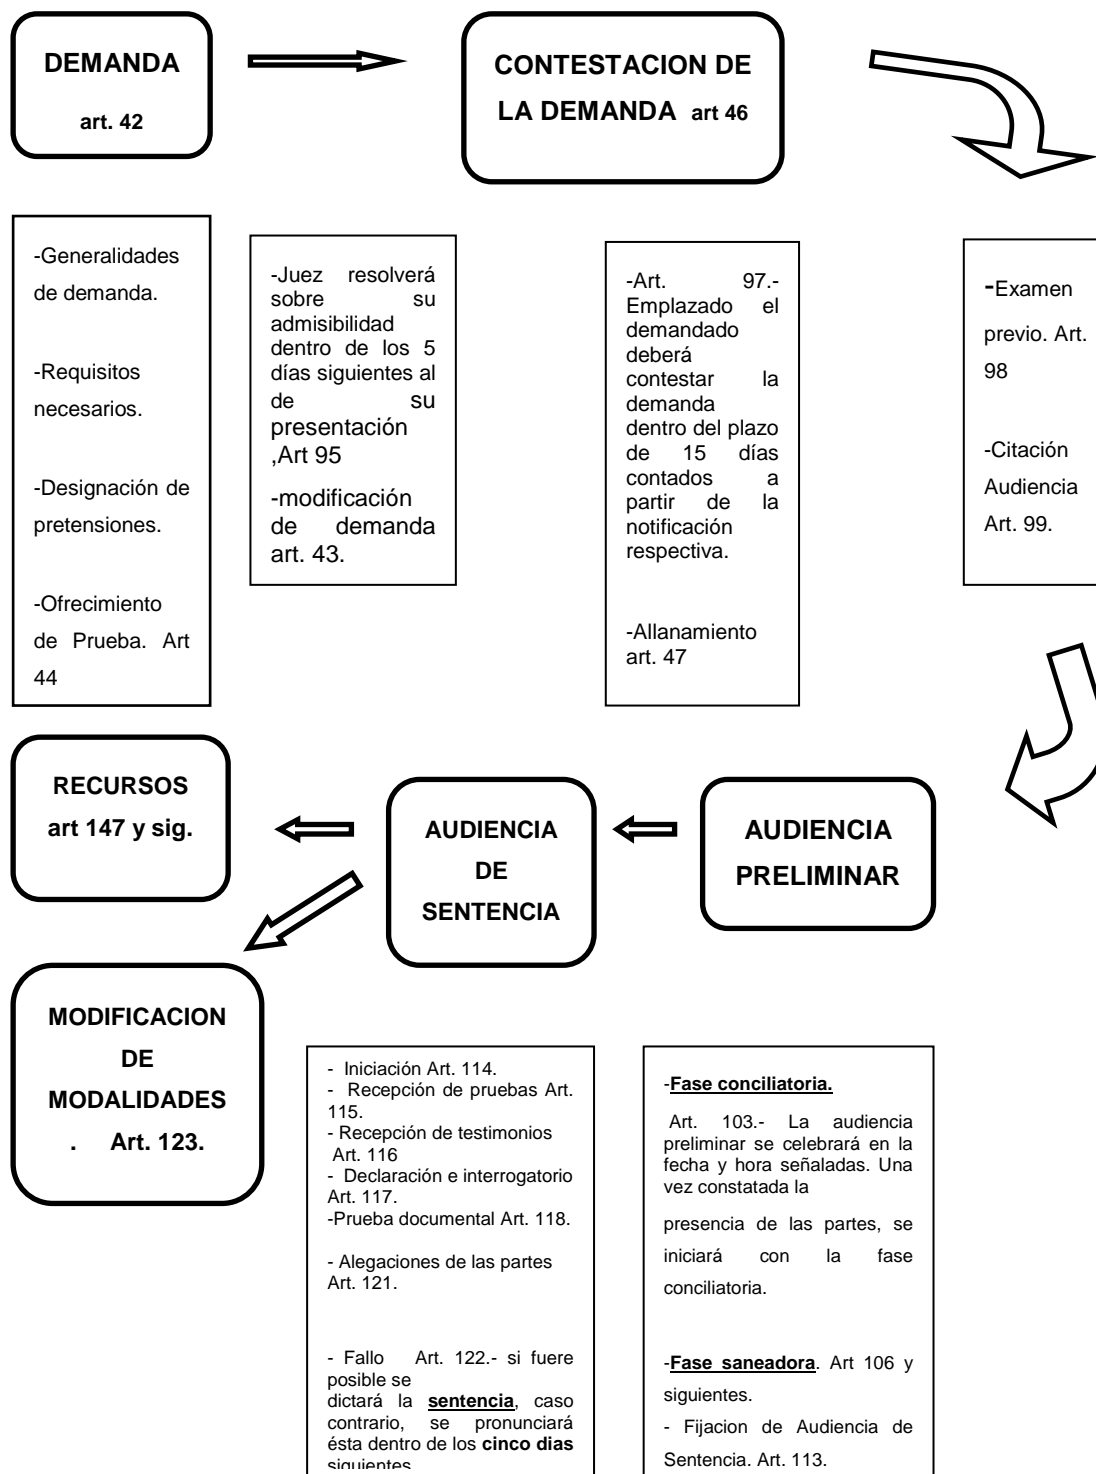 DEMANDA
art. 42
CONTESTACION DE
LA DEMANDA art 46
-Generalidades
de demanda.
-Requisitos
necesarios.
-Designación de
pretensiones.
-Ofrecimiento
de Prueba. Art
44
-Juez resolverá
sobre su
admisibilidad
dentro de los 5
días siguientes al
de su
presentación
,Art 95
-modificación
de demanda
art. 43.
-Art. 97.-
Emplazado el
demandado
deberá
contestar la
demanda
dentro del plazo
de 15 días
contados a
partir de la
notificación
respectiva.
-Allanamiento
art. 47
-Examen
previo. Art.
98
-Citación
Audiencia
Art. 99.
RECURSOS
art 147 y sig.
AUDIENCIA
DE
SENTENCIA
AUDIENCIA
PRELIMINAR
MODIFICACION
DE
MODALIDADES
. Art. 123.
- Iniciación Art. 114.
- Recepción de pruebas Art.
115.
- Recepción de testimonios
Art. 116
- Declaración e interrogatorio
Art. 117.
-Prueba documental Art. 118.
- Alegaciones de las partes
Art. 121.
- Fallo Art. 122.- si fuere
posible se
dictará la sentencia, caso
contrario, se pronunciará
ésta dentro de los cinco dias
siguientes
-Fase conciliatoria.
Art. 103.- La audiencia
preliminar se celebrará en la
fecha y hora señaladas. Una
vez constatada la
presencia de las partes, se
iniciará con la fase
conciliatoria.
-Fase saneadora. Art 106 y
siguientes.
- Fijacion de Audiencia de
Sentencia. Art. 113.